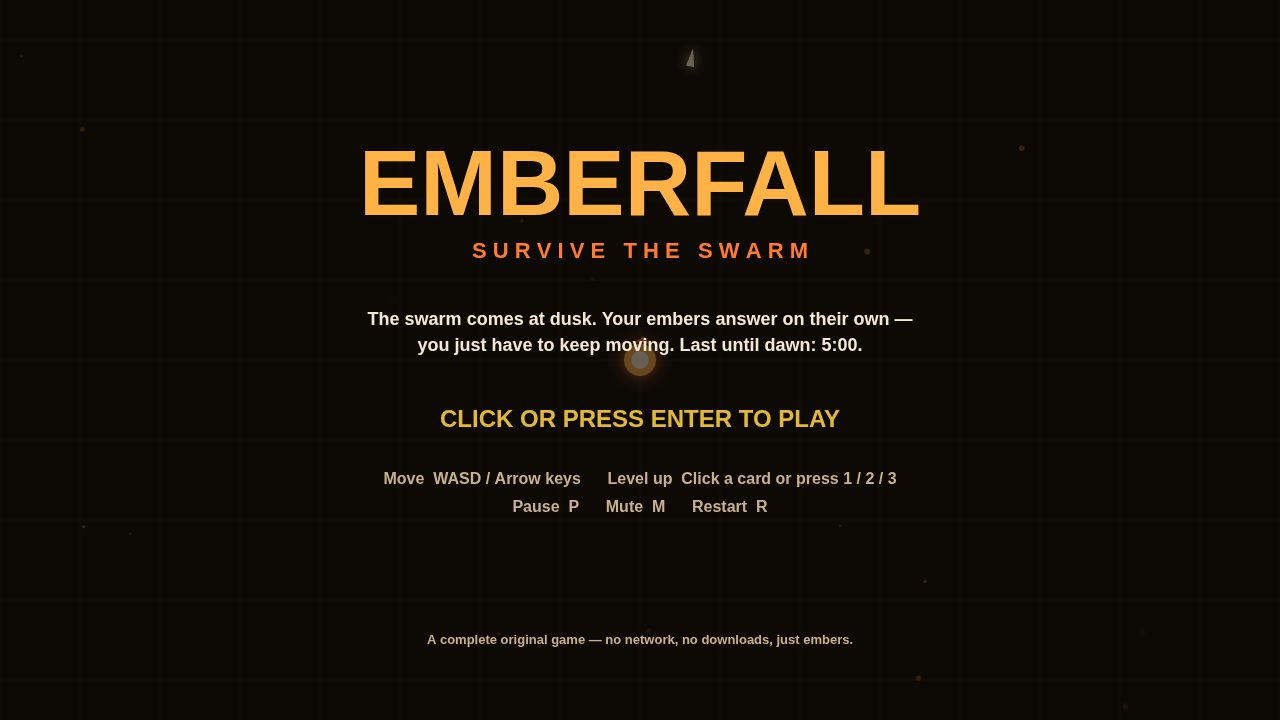 EMBERFALL
SURVIVE THE SWARM
The swarm comes at dusk. Your embers answer on their own —
you just have to keep moving. Last until dawn: 5:00.
CLICK OR PRESS ENTER TO PLAY
Move WASD / Arrow keys Level up Click a card or press 1 / 2 / 3
Pause P Mute M Restart R
A complete original game — no network, no downloads, just embers.